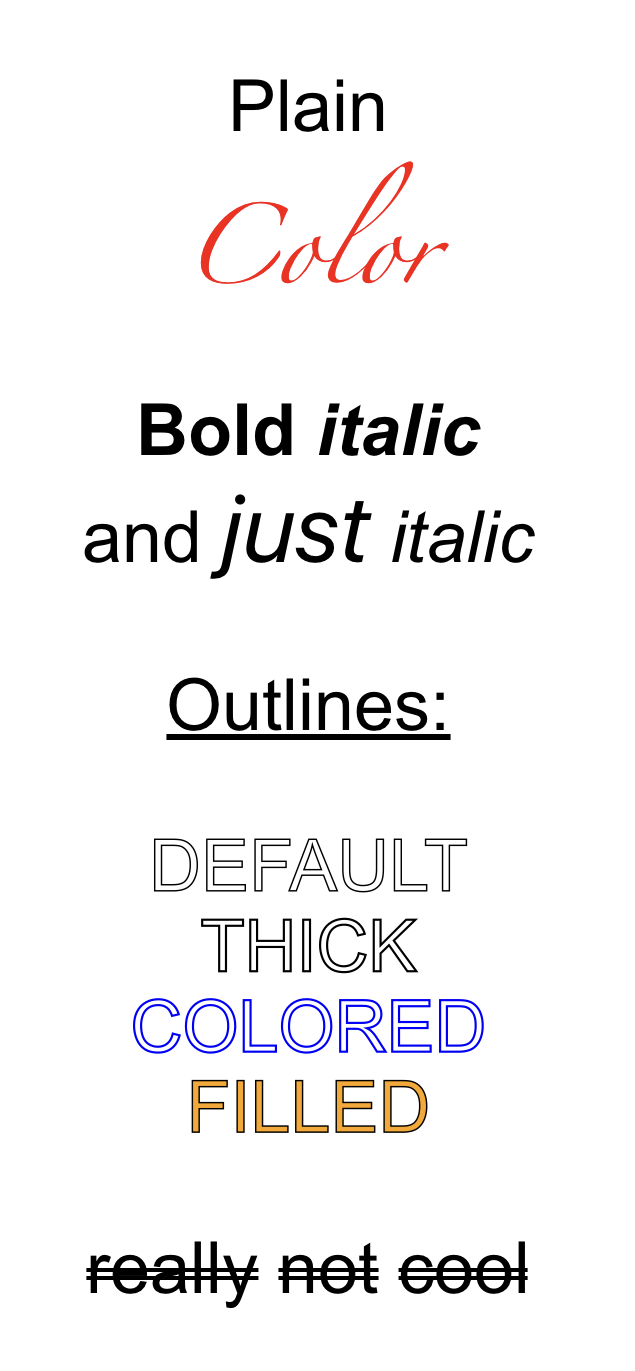 Plain
Color
Bold italic
and just italic
Outlines:
DEFAULT
THICK
COLORED
FILLED
really not cool